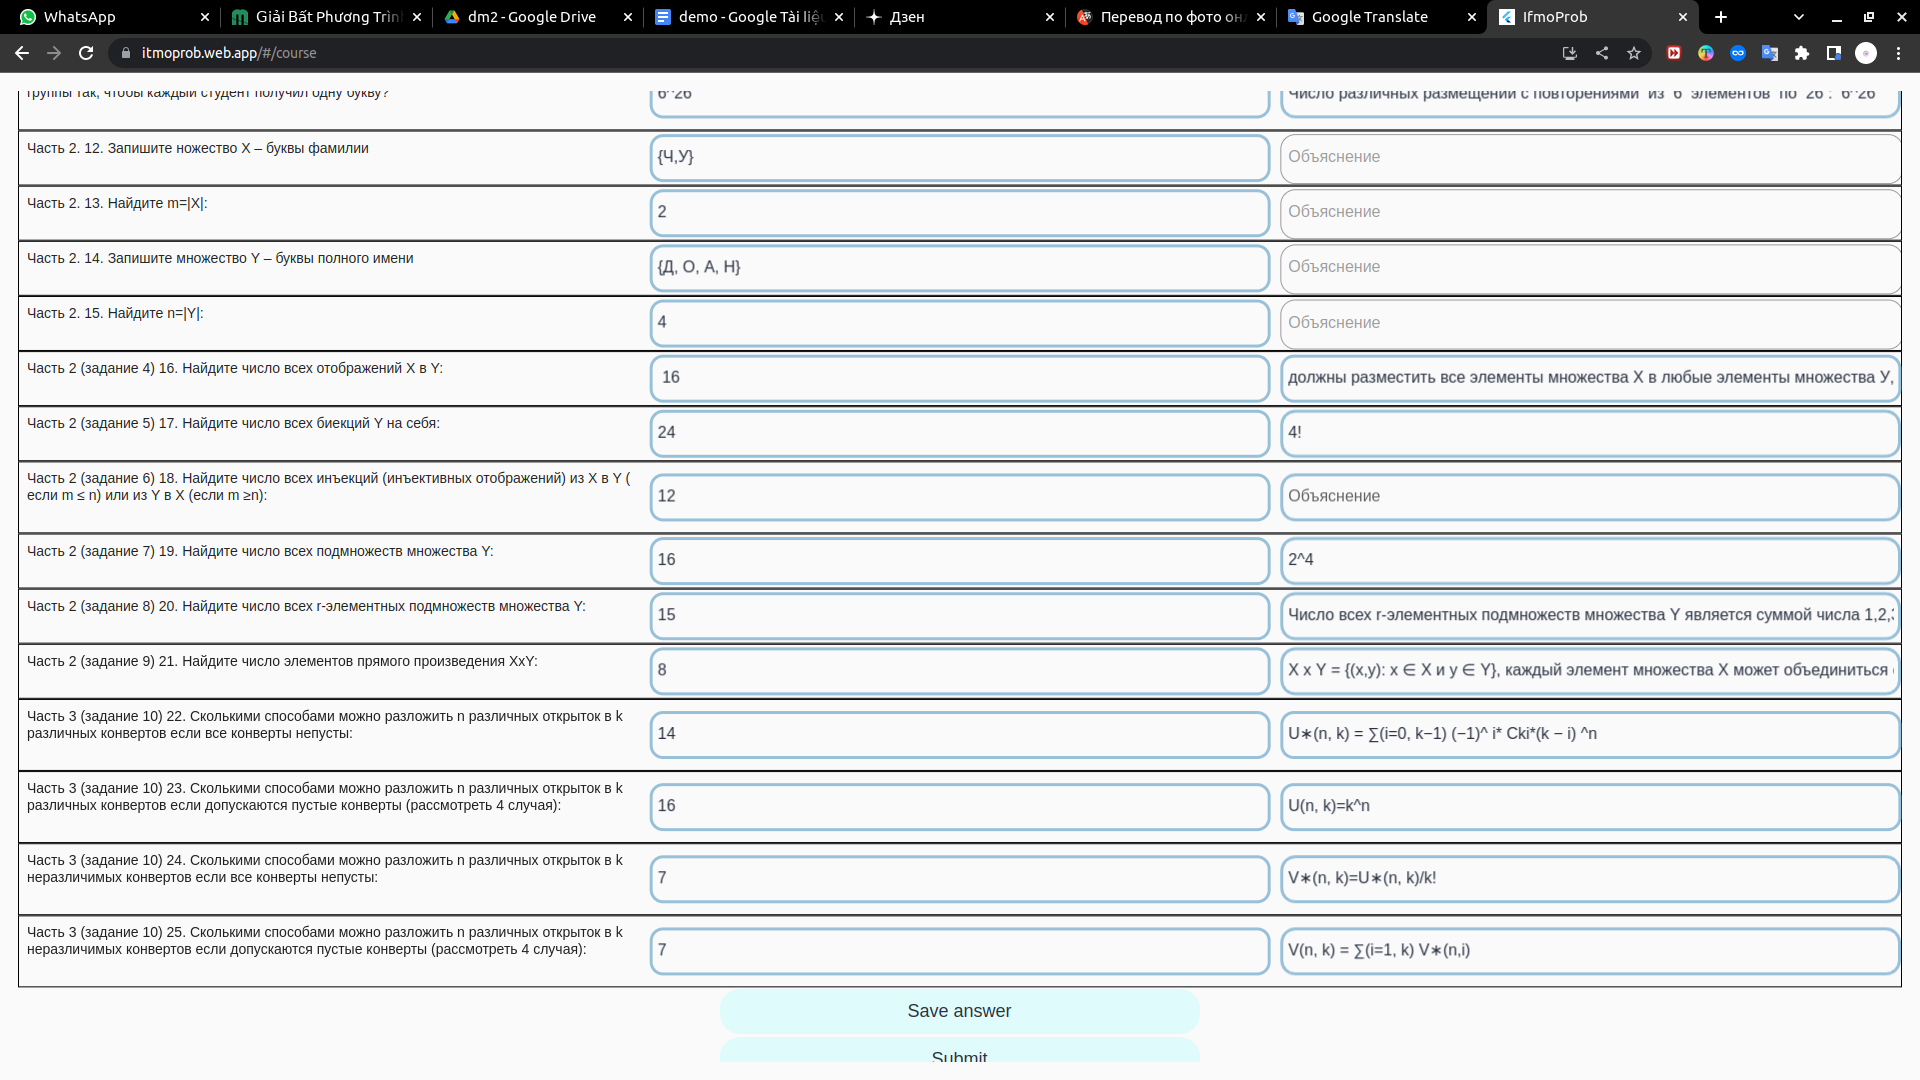 WhatsApp
Giải Bất Phương Trìn
dm2 - Google Drive
demo - Google Tài liệu
Дзен
Перевод по фото он
Google Translate
IfmoProb
itmoprob.web.app/#/course
группы так, чтобы каждый студент получил одну букву?
6^26
Число различных размещений с повторениями из 6 элементов по 26 : 6^26
Часть 2. 12. Запишите ножество X – буквы фамилии
{Ч,У}
Объяснение
Часть 2. 13. Найдите m=|X|:
2
Объяснение
Часть 2. 14. Запишите множество Y – буквы полного имени
{Д, О, А, Н}
Объяснение
Часть 2. 15. Найдите n=|Y|:
4
Объяснение
Часть 2 (задание 4) 16. Найдите число всех отображений X в Y:
16
должны разместить все элементы множества X в любые элементы множества У,
Часть 2 (задание 5) 17. Найдите число всех биекций Y на себя:
24
4!
Часть 2 (задание 6) 18. Найдите число всех инъекций (инъективных отображений) из X в Y (
если m ≤ n) или из Y в X (если m ≥n):
12
Объяснение
Часть 2 (задание 7) 19. Найдите число всех подмножеств множества Y:
16
2^4
Часть 2 (задание 8) 20. Найдите число всех r-элементных подмножеств множества Y:
15
Число всех r-элементных подмножеств множества Y является суммой числа 1,2,3
Часть 2 (задание 9) 21. Найдите число элементов прямого произведения XxY:
8
X x Y = {(x,y): x ∈ X и y ∈ Y}, каждый элемент множества X может объединиться
Часть 3 (задание 10) 22. Сколькими способами можно разложить n различных открыток в k
различных конвертов если все конверты непусты:
14
U∗(n, k) = ∑(i=0, k−1) (−1)^ i* Cki*(k − i) ^n
Часть 3 (задание 10) 23. Сколькими способами можно разложить n различных открыток в k
различных конвертов если допускаются пустые конверты (рассмотреть 4 случая):
16
U(n, k)=k^n
Часть 3 (задание 10) 24. Сколькими способами можно разложить n различных открыток в k
неразличимых конвертов если все конверты непусты:
7
V∗(n, k)=U∗(n, k)/k!
Часть 3 (задание 10) 25. Сколькими способами можно разложить n различных открыток в k
неразличимых конвертов если допускаются пустые конверты (рассмотреть 4 случая):
7
V(n, k) = ∑(i=1, k) V∗(n,i)
Save answer
Submit